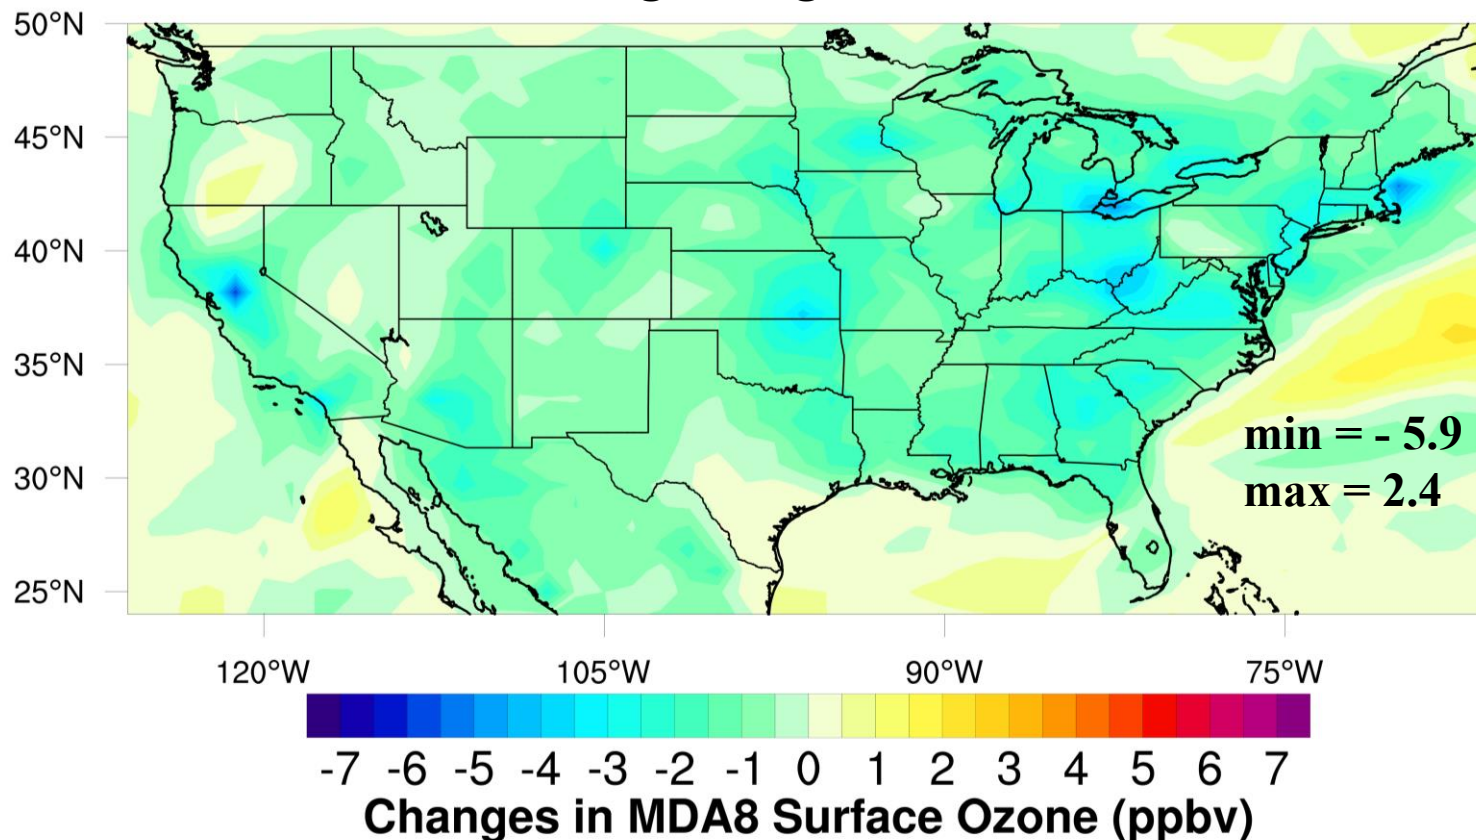 50°N
45°N
40°N
35°N
30°N
25°N
min = - 5.9
max = 2.4
120°W 105°W 90°W 75°W
-7 -6 -5 -4 -3 -2 -1 0 1 2 3 4 5 6 7
Changes in MDA8 Surface Ozone (ppbv)